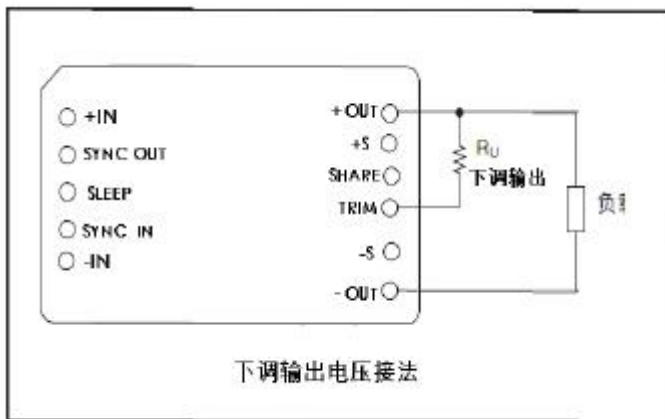 +IN
SYNC OUT
SLEEP
SYNC IN
-IN
+OUT
+S
SHARE
TRIM
-S
-OUT
RU
下调输出
负
下调输出电压接法